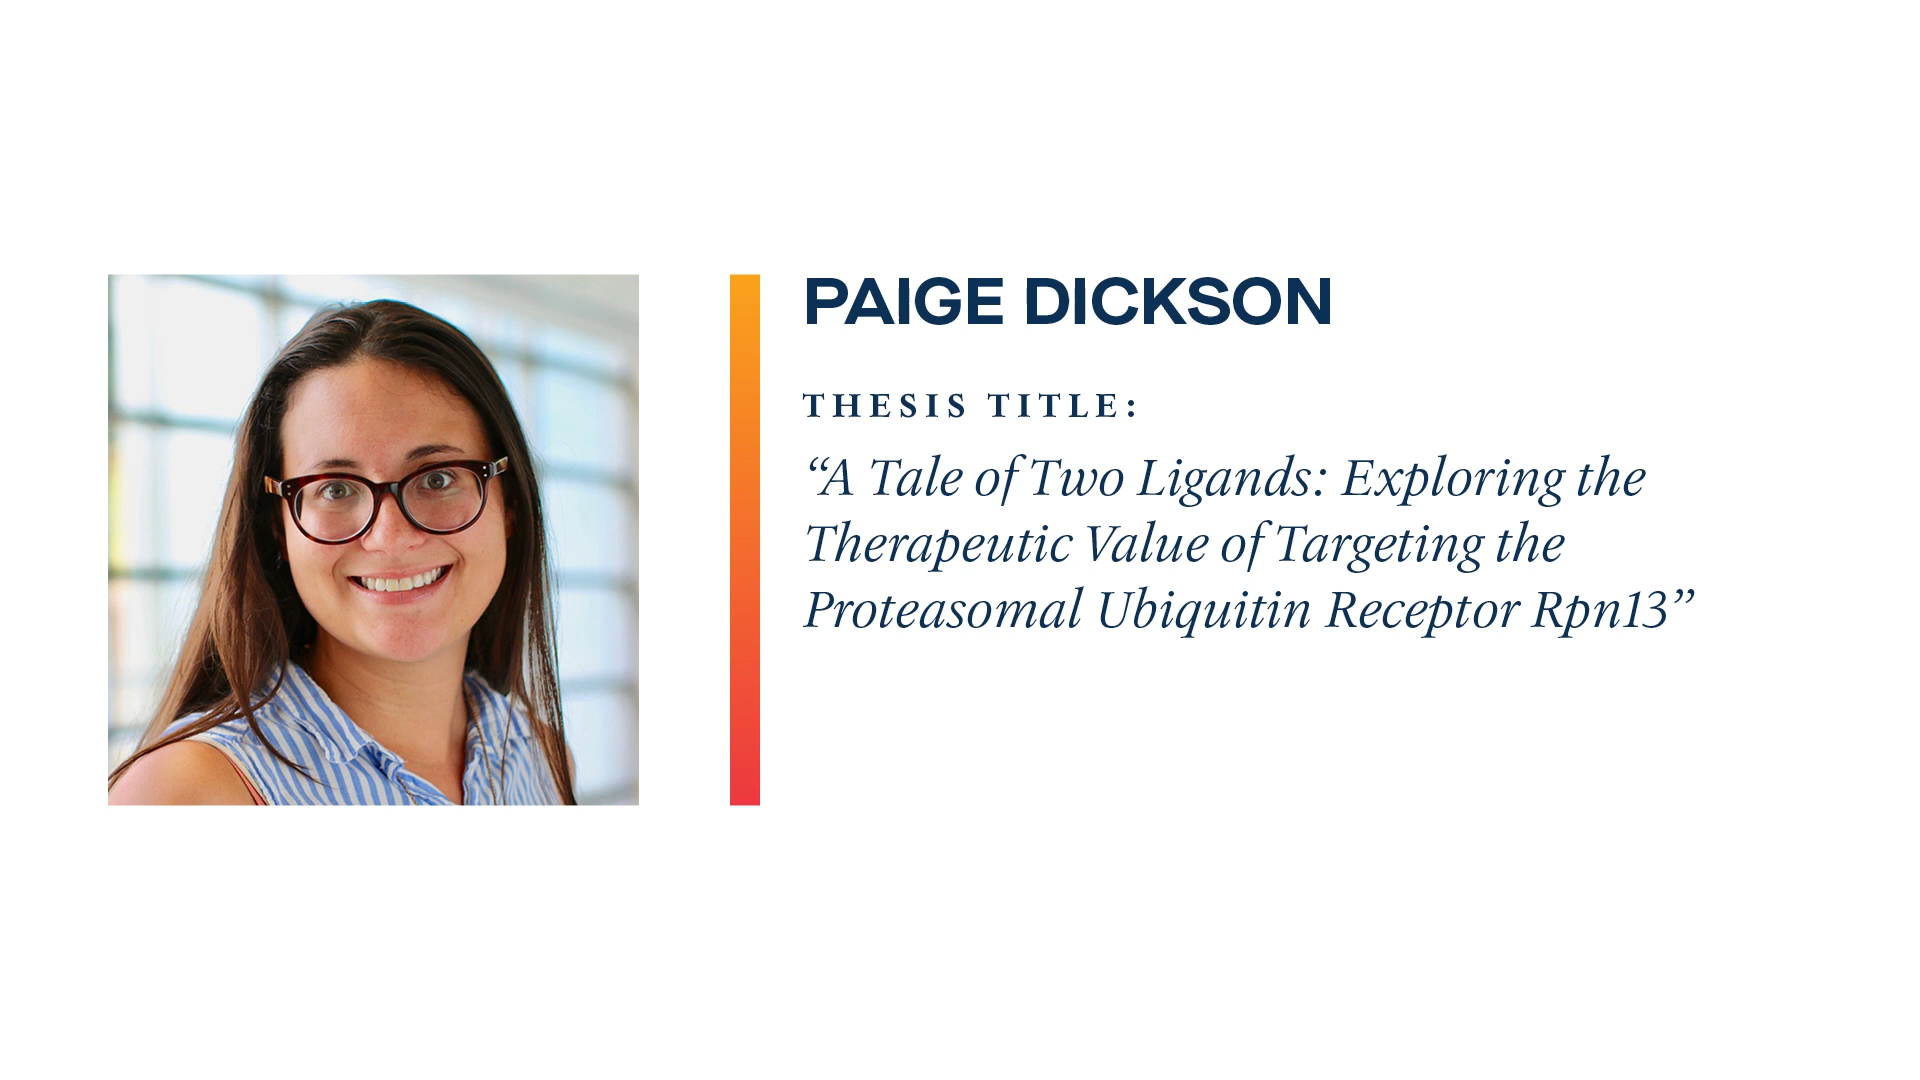 PAIGE DICKSON
THESIS TITLE:
“A Tale of Two Ligands: Exploring the
Therapeutic Value of Targeting the
Proteasomal Ubiquitin Receptor Rpn13”